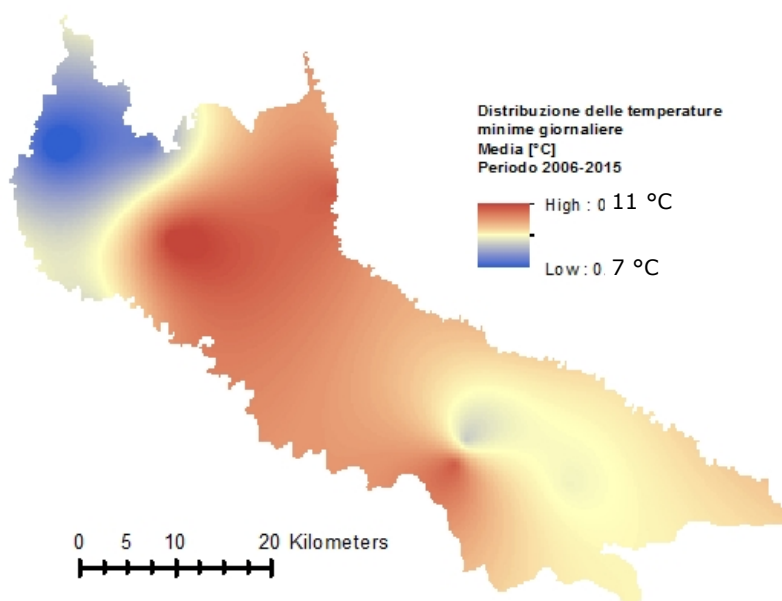 Distribuzione delle temperature
minime giornaliere
Media [°C]
Periodo 2006-2015
High : 0 11 °C
Low : 0. 7 °C
0 5 10 20 Kilometers